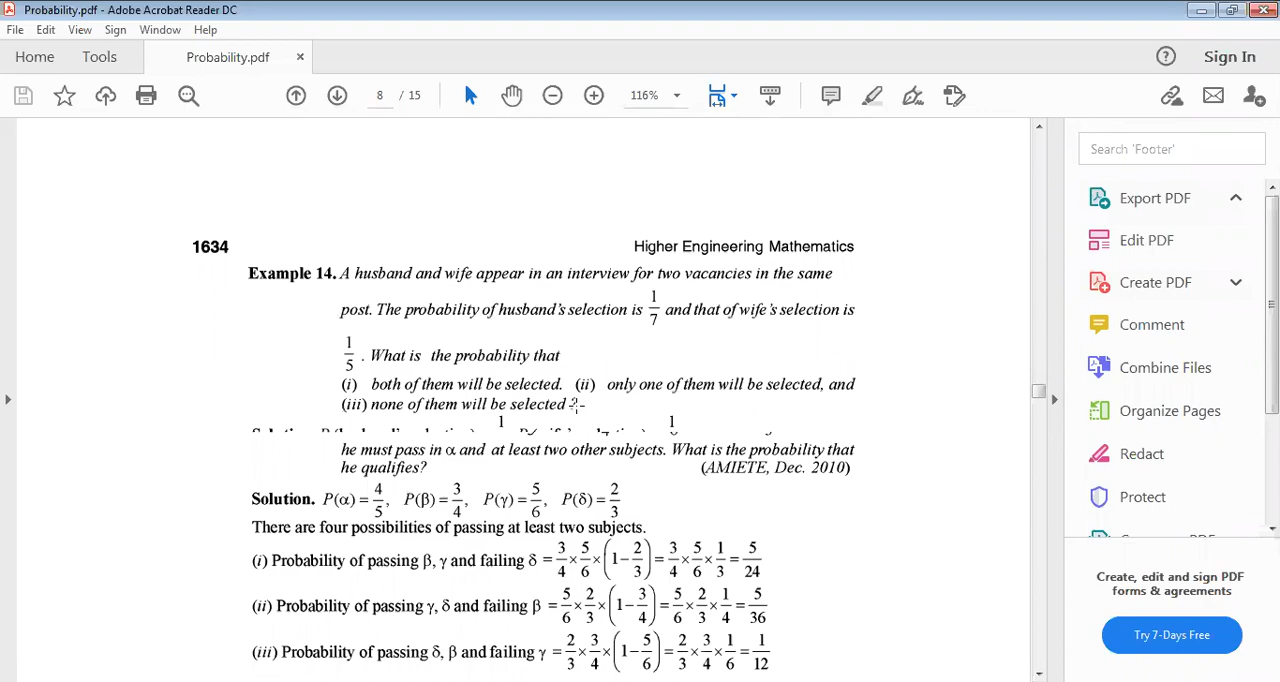 Probability.pdf - Adobe Acrobat Reader DC
File Edit View Sign Window Help
Home Tools Probability.pdf × Sign In
8 / 15 116%
Search 'Footer'
Export PDF
Edit PDF
Create PDF
Comment
Combine Files
Organize Pages
Redact
Protect
Create, edit and sign PDF
forms & agreements
Try 7-Days Free
1634 Higher Engineering Mathematics
Example 14. A husband and wife appear in an interview for two vacancies in the same
post. The probability of husband's selection is 1/7 and that of wife's selection is
1/5 . What is the probability that
(i) both of them will be selected. (ii) only one of them will be selected, and
(iii) none of them will be selected ?
1 1
he must pass in α and at least two other subjects. What is the probability that
he qualifies? (AMIETE, Dec. 2010)
Solution. P(α) = 4/5, P(β) = 3/4, P(γ) = 5/6, P(δ) = 2/3
There are four possibilities of passing at least two subjects.
(i) Probability of passing β, γ and failing δ = 3/4 × 5/6 × (1 − 2/3) = 3/4 × 5/6 × 1/3 = 5/24
(ii) Probability of passing γ, δ and failing β = 5/6 × 2/3 × (1 − 3/4) = 5/6 × 2/3 × 1/4 = 5/36
(iii) Probability of passing δ, β and failing γ = 2/3 × 3/4 × (1 − 5/6) = 2/3 × 3/4 × 1/6 = 1/12